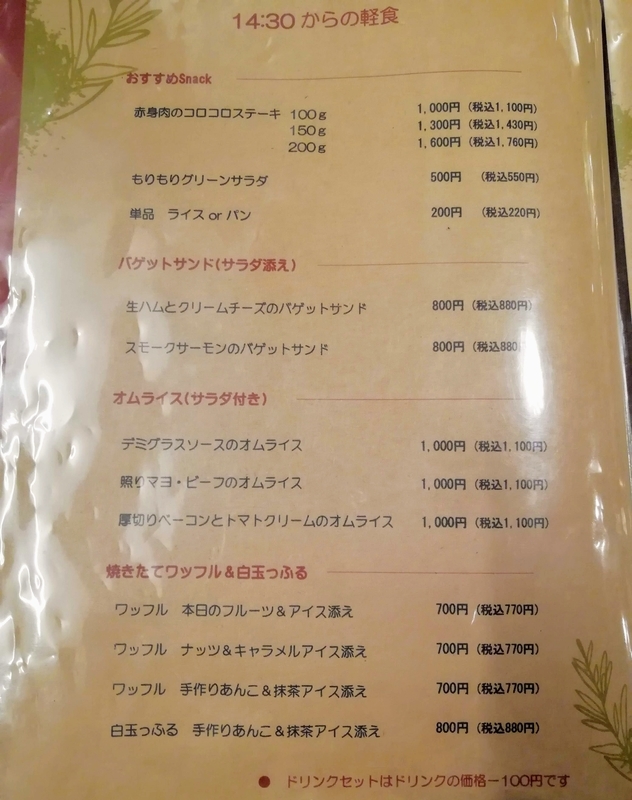 14:30 からの軽食
おすすめSnack
赤身肉のコロコロステーキ 100g 1,000円（税込1,100円）
150g 1,300円（税込1,430円）
200g 1,600円（税込1,760円）
もりもりグリーンサラダ 500円 （税込550円）
単品 ライス or パン 200円 （税込220円）
バゲットサンド（サラダ添え）
生ハムとクリームチーズのバゲットサンド 800円（税込880円）
スモークサーモンのバゲットサンド 800円（税込880
オムライス（サラダ付き）
デミグラスソースのオムライス 1,000円（税込1,100円）
照りマヨ・ビーフのオムライス 1,000円（税込1,100円）
厚切りベーコンとトマトクリームのオムライス 1,000円（税込1,100円）
焼きたてワッフル＆白玉っふる
ワッフル 本日のフルーツ＆アイス添え 700円（税込770円）
ワッフル ナッツ＆キャラメルアイス添え 700円（税込770円）
ワッフル 手作りあんこ＆抹茶アイス添え 700円（税込770円）
白玉っふる 手作りあんこ＆抹茶アイス添え 800円（税込880円）
● ドリンクセットはドリンクの価格－100円です